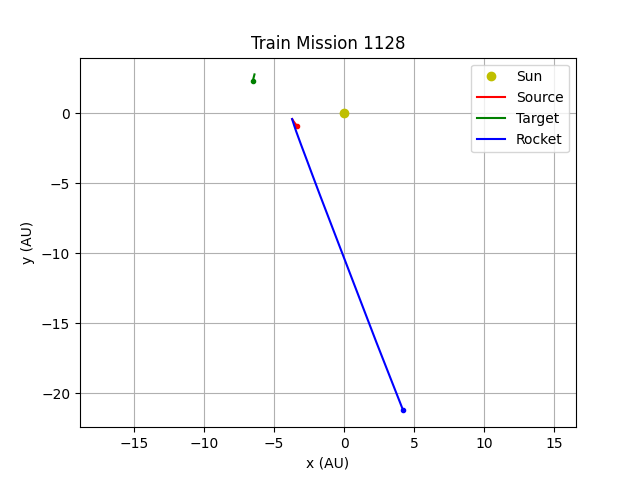 Train Mission 1128
Sun
Source
Target
Rocket
0
−5
−10
−15
−20
y (AU)
−15 −10 −5 0 5 10 15
x (AU)